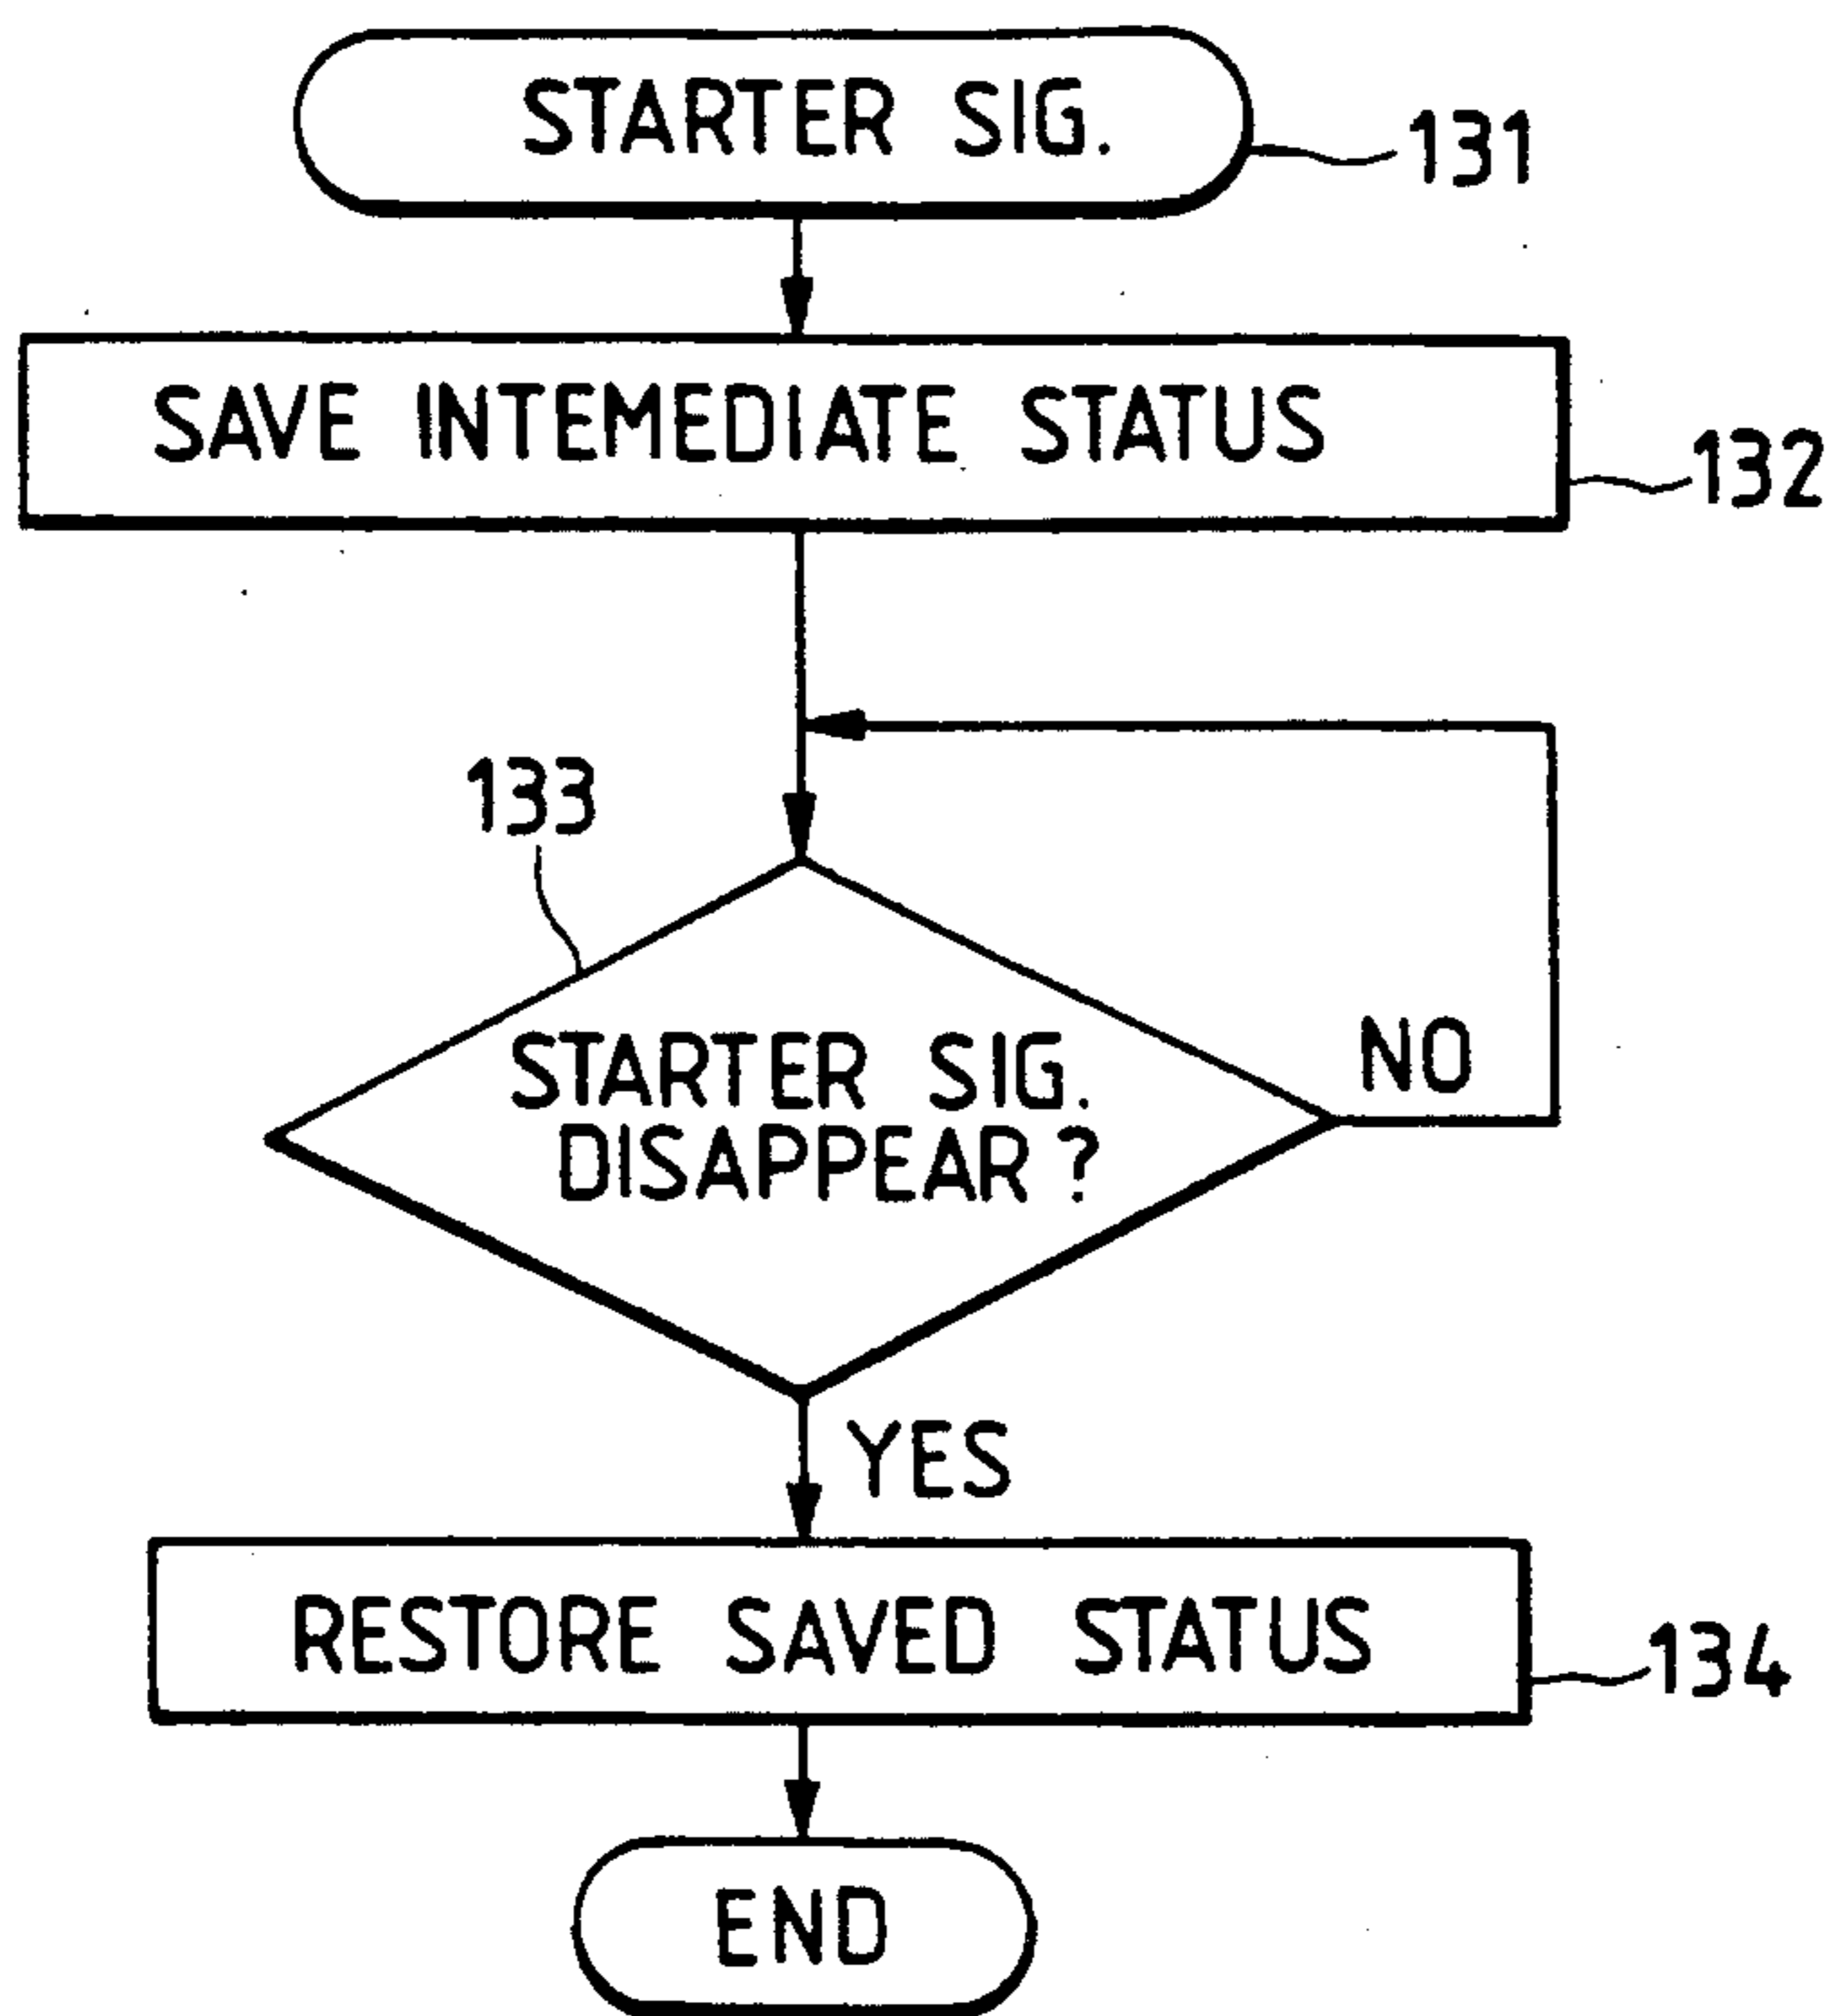 STARTER SIG.
131
SAVE INTEMEDIATE STATUS
132
133
STARTER SIG.
DISAPPEAR?
NO
YES
RESTORE SAVED STATUS
134
END